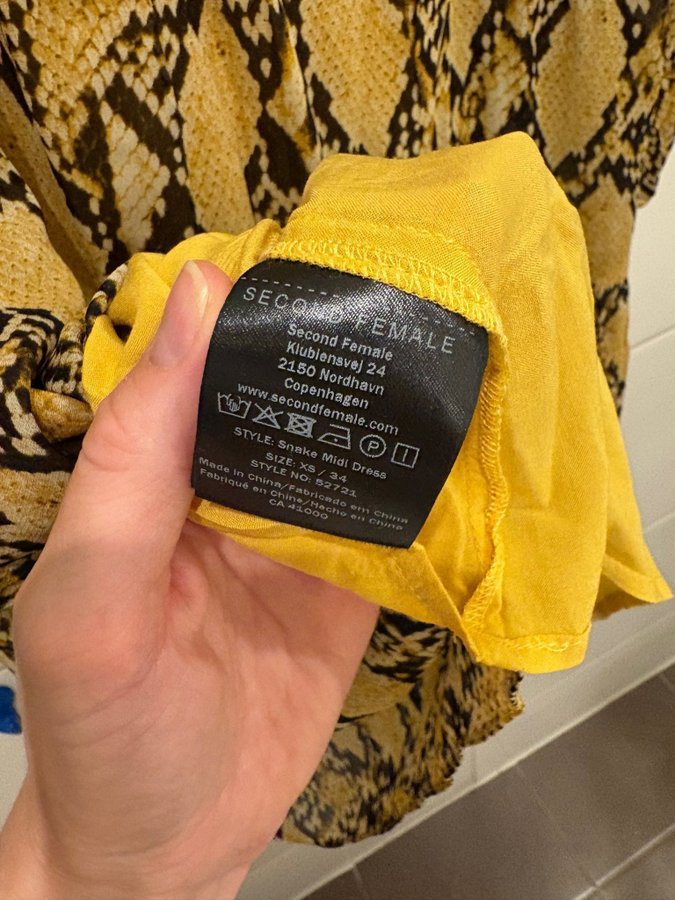 SECOND FEMALE
Second Female
Klubiensvej 24
2150 Nordhavn
Copenhagen
www.secondfemale.com
P
STYLE: Snake Midi Dress
SIZE: XS / 34
STYLE NO: 52721
Made in China/Fabricado em China
Fabriqué en Chine/Hecho en China
CA 41000